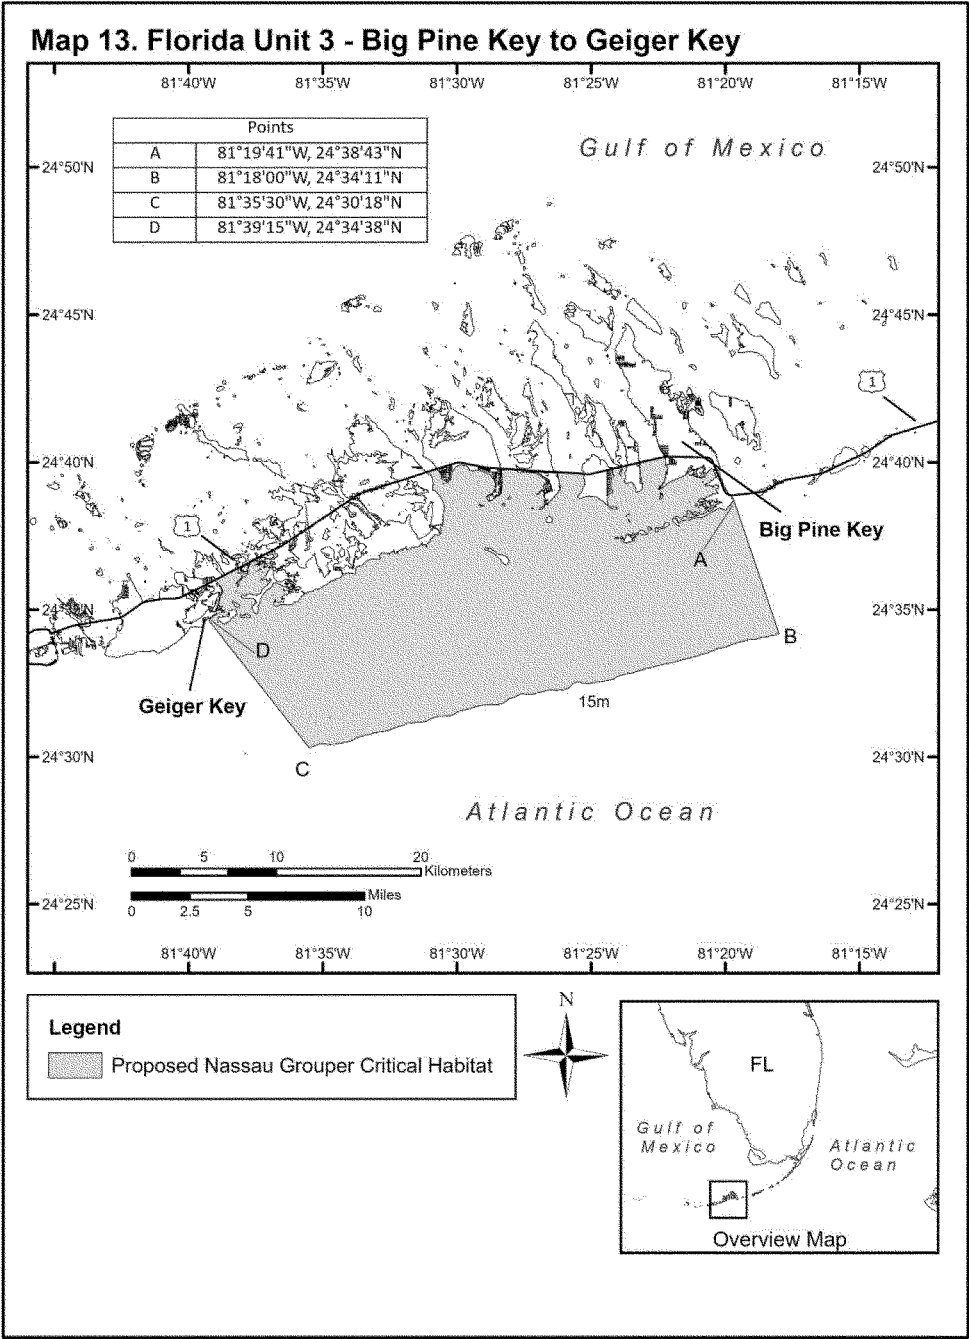 Map 13. Florida Unit 3 - Big Pine Key to Geiger Key
81°40'W 81°35'W 81°30'W 81°25'W 81°20'W 81°15'W
Points
A 81°19'41"W, 24°38'43"N
B 81°18'00"W, 24°34'11"N
C 81°35'30"W, 24°30'18"N
D 81°39'15"W, 24°34'38"N
Gulf of Mexico
24°50'N 24°50'N
24°45'N 24°45'N
1
24°40'N 24°40'N
1
Big Pine Key
A
24°35'N 24°35'N
B
D
Geiger Key
15m
24°30'N 24°30'N
C
Atlantic Ocean
0 5 10 20
Kilometers
Miles
0 2.5 5 10
24°25'N 24°25'N
81°40'W 81°35'W 81°30'W 81°25'W 81°20'W 81°15'W
Legend
Proposed Nassau Grouper Critical Habitat
N
FL
Gulf of
Mexico
Atlantic
Ocean
Overview Map